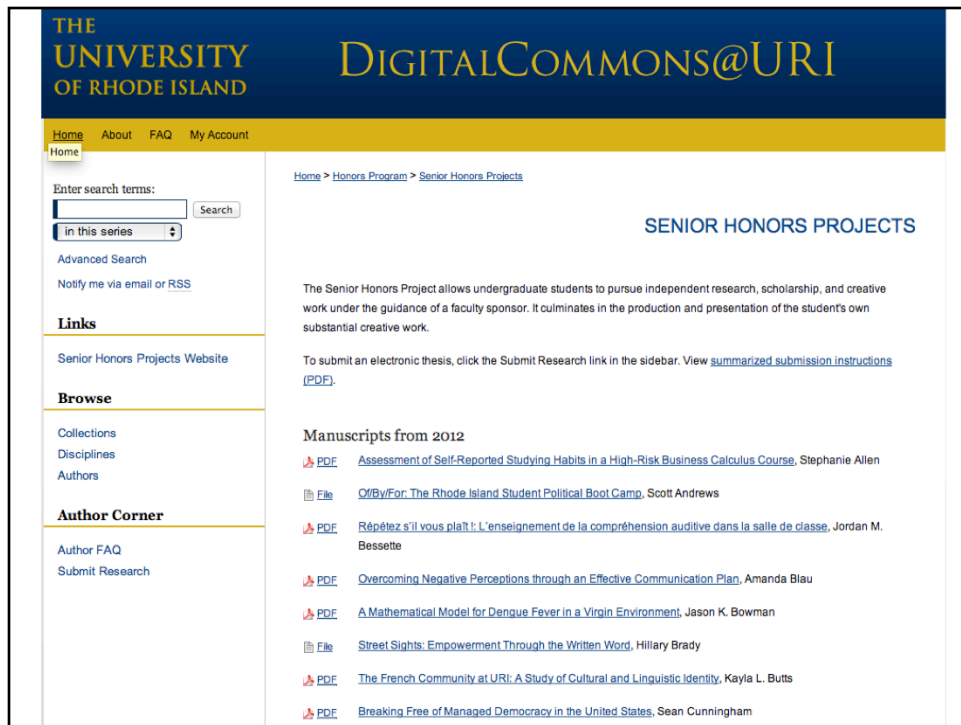 THE
UNIVERSITY
OF RHODE ISLAND
DIGITALCOMMONS@URI
Home About FAQ My Account
Home
Enter search terms:
Search
in this series
Advanced Search
Notify me via email or RSS
Links
Senior Honors Projects Website
Browse
Collections
Disciplines
Authors
Author Corner
Author FAQ
Submit Research
Home > Honors Program > Senior Honors Projects
SENIOR HONORS PROJECTS
The Senior Honors Project allows undergraduate students to pursue independent research, scholarship, and creative
work under the guidance of a faculty sponsor. It culminates in the production and presentation of the student's own
substantial creative work.
To submit an electronic thesis, click the Submit Research link in the sidebar. View summarized submission instructions
(PDF).
Manuscripts from 2012
PDF Assessment of Self-Reported Studying Habits in a High-Risk Business Calculus Course, Stephanie Allen
File Of/By/For: The Rhode Island Student Political Boot Camp, Scott Andrews
PDF Répétez s'il vous plaît !: L'enseignement de la compréhension auditive dans la salle de classe, Jordan M.
Bessette
PDF Overcoming Negative Perceptions through an Effective Communication Plan, Amanda Blau
PDF A Mathematical Model for Dengue Fever in a Virgin Environment, Jason K. Bowman
File Street Sights: Empowerment Through the Written Word, Hillary Brady
PDF The French Community at URI: A Study of Cultural and Linguistic Identity, Kayla L. Butts
PDF Breaking Free of Managed Democracy in the United States, Sean Cunningham